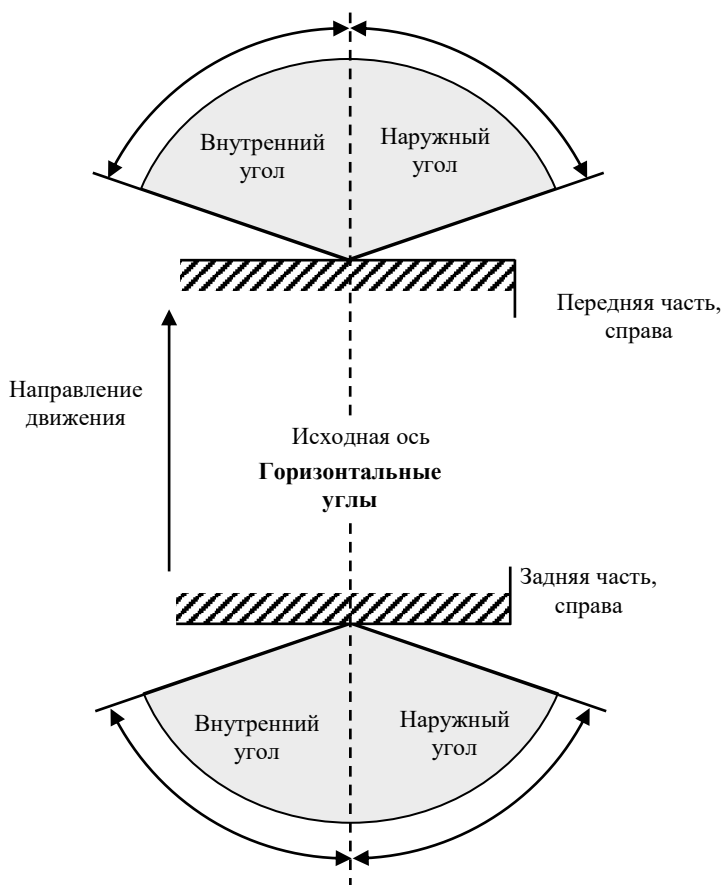 Внутренний
угол
Наружный
угол
Передняя часть,
справа
Направление
движения
Исходная ось
Горизонтальные
углы
Задняя часть,
справа
Внутренний
угол
Наружный
угол